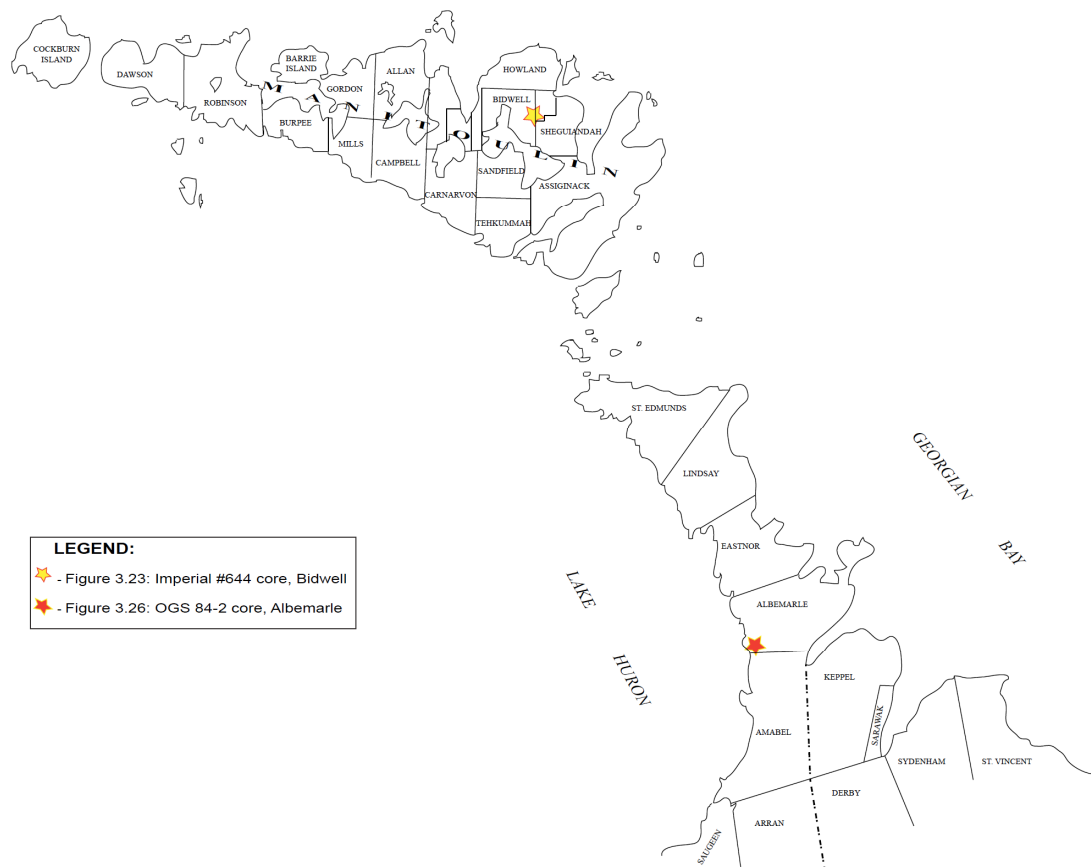 COCKBURN
ISLAND
DAWSON
ROBINSON
BARRIE
ISLAND
GORDON
BURPEE
MILLS
ALLAN
CAMPBELL
CARNARVON
HOWLAND
BIDWELL
SHEGUIANDAH
SANDFIELD
ASSIGINACK
TEHKUMMAH
MANITOULIN
ST. EDMUNDS
LINDSAY
EASTNOR
ALBEMARLE
GEORGIAN
BAY
LAKE
HURON
LEGEND:
- Figure 3.23: Imperial #644 core, Bidwell
- Figure 3.26: OGS 84-2 core, Albemarle
KEPPEL
SARAWAK
AMABEL
SYDENHAM
ST. VINCENT
DERBY
ARRAN
SAUGEEN